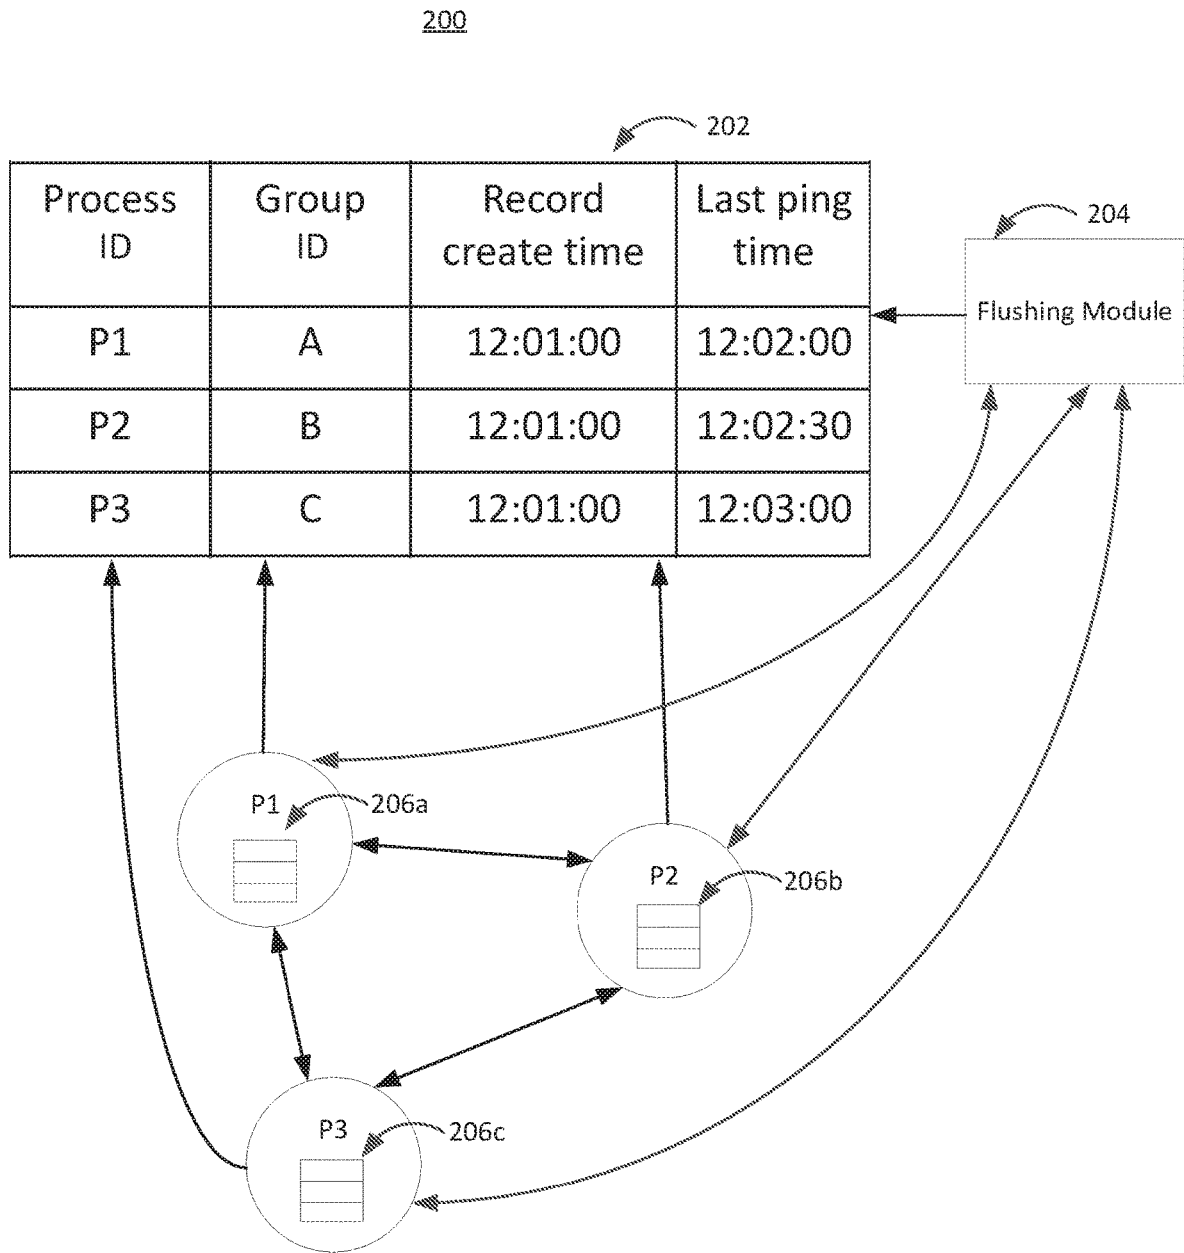 200
202
Process ID
Group ID
Record create time
Last ping time
204
Flushing Module
P1 A 12:01:00 12:02:00
P2 B 12:01:00 12:02:30
P3 C 12:01:00 12:03:00
P1
206a
P2
206b
P3
206c